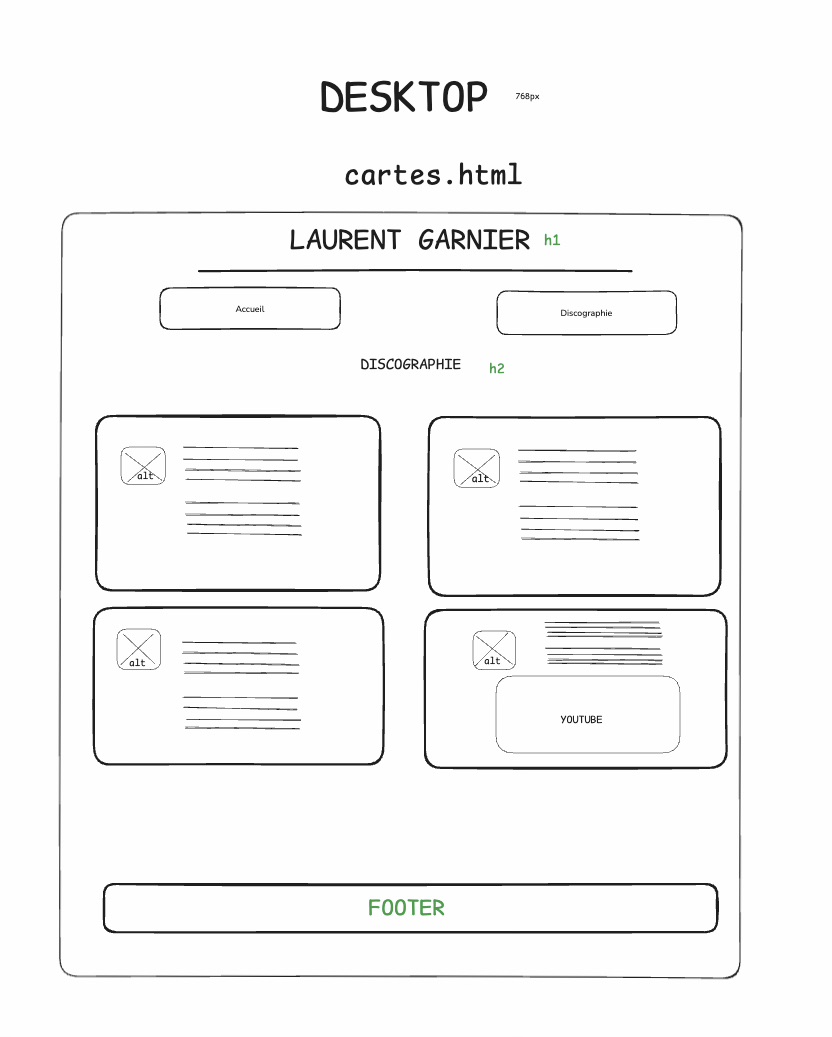 DESKTOP 768px
cartes.html
LAURENT GARNIER h1
Accueil
Discographie
DISCOGRAPHIE h2
alt
alt
alt
alt
YOUTUBE
FOOTER